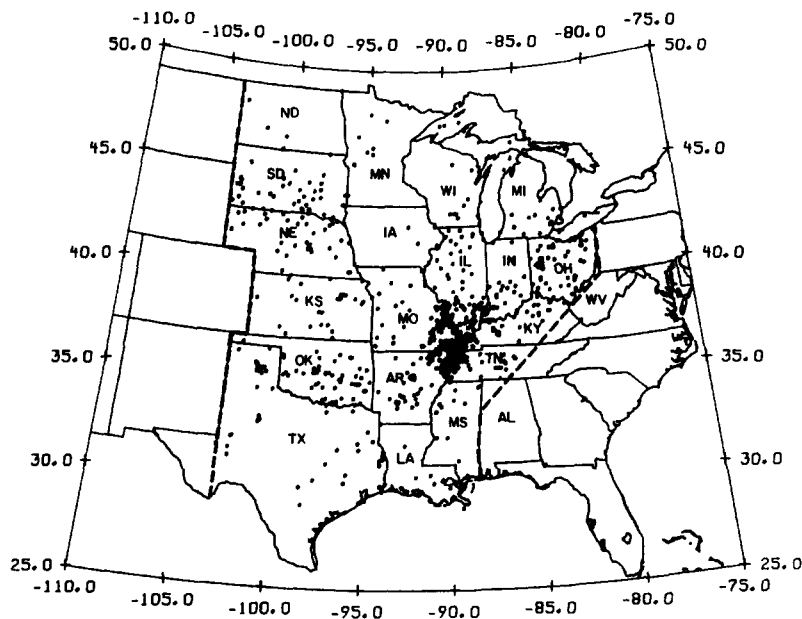 -110.0 -105.0 -100.0 -95.0 -90.0 -85.0 -80.0 -75.0
50.0 50.0
ND
45.0 45.0
SD MN WI MI
NE IA
40.0 40.0
IL IN OH
KS MO KY WV
35.0 35.0
OK AR TN
TX MS AL
LA
30.0 30.0
25.0 25.0
-110.0 -105.0 -100.0 -95.0 -90.0 -85.0 -80.0 -75.0